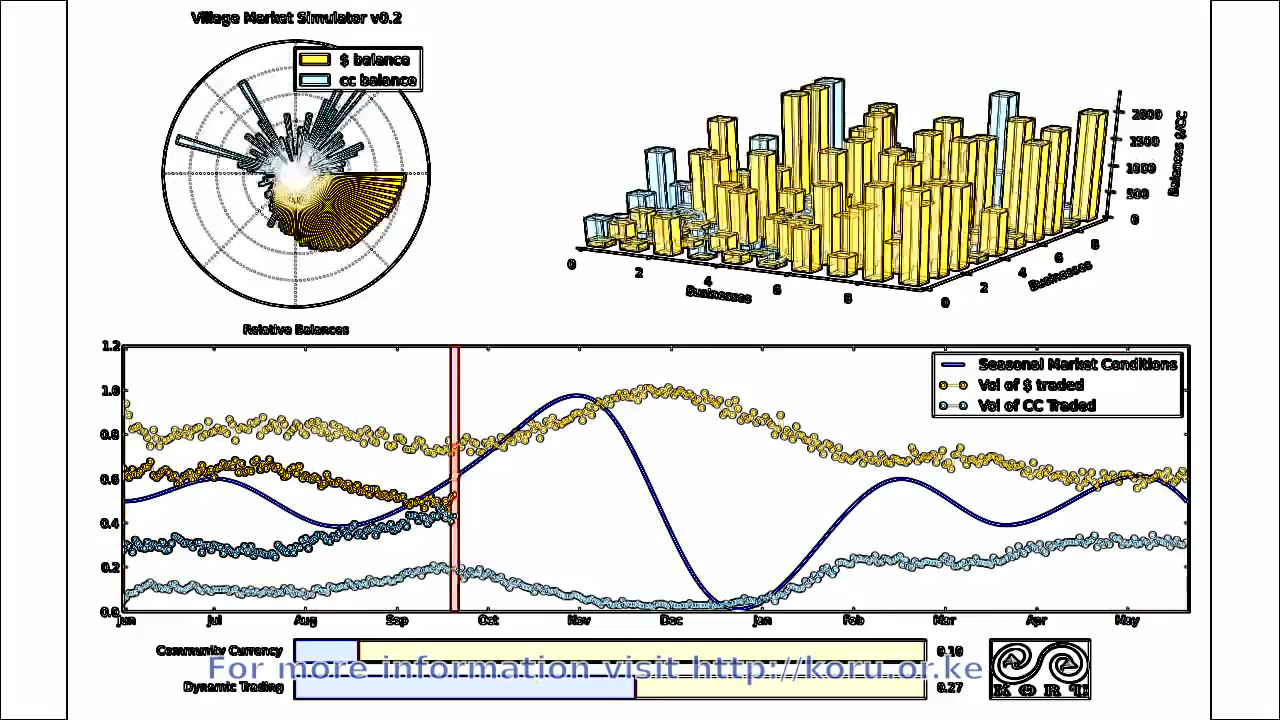 Village Market Simulator v0.2
$ balance
cc balance
Relative Balances
2000
1500
1000
500
0
Balances $/CC
0 2 4 6 8
Businesses
0 2 4 6 8
Businesses
1.2
1.0
0.8
0.6
0.4
0.2
0.0
Seasonal Market Conditions
Vol of $ traded
Vol of CC Traded
Jun Jul Aug Sep Oct Nov Dec Jan Feb Mar Apr May
Community Currency 0.10
For more information visit http://koru.or.ke
Dynamic Trading 0.27
KORU